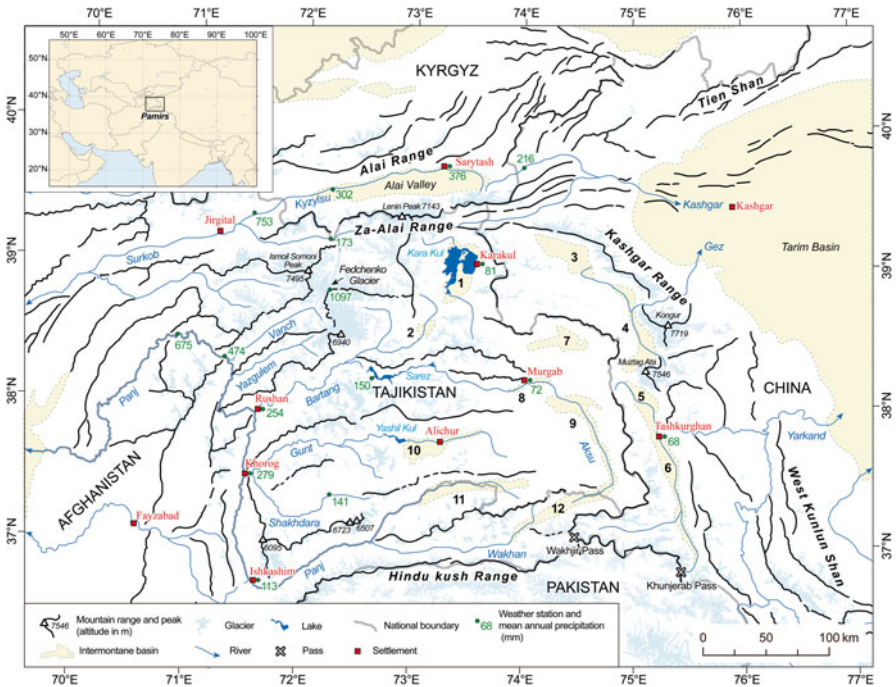 70°E 71°E 72°E 73°E 74°E 75°E 76°E 77°E
50°E 60°E 70°E 80°E 90°E 100°E
50°N
40°N
30°N
20°N
Pamirs
KYRGYZ
Tien Shan
40°N
40°N
Alai Range
Sarytash
376
216
Alai Valley
302
Kyzylsu
753
Jirgital
Lenin Peak 7143
Kashgar
Kashgar
Za-Alai Range
173
Surkob
Ismoil Somoni
Peak
7495
Kara Kul
Karakul
81
Gez
Tarim Basin
39°N
39°N
Fedchenko
Glacier
1097
1
3
Kashgar Range
Kongur
7719
675
474
Vanch
6940
2
4
7
Yazgulem
Muztag Ata
7546
Panj
Bartang
150
Sarez
Murgab
72
CHINA
38°N
38°N
TAJIKISTAN
8
5
Rushan
254
Yashil Kul
Alichur
9
Tashkurghan
68
Yarkand
Gunt
10
Aksu
Khorog
279
6
AFGHANISTAN
141
11
12
West Kunlun Shan
Fayzabad
Shakhdara
6723
6507
6095
37°N
37°N
Wakhan
Wakhjir Pass
Panj
Ishkashim
113
Hindu kush Range
PAKISTAN
Khunjerab Pass
7546
Mountain range and peak
(altitude in m)
Glacier
Lake
National boundary
68
Weather station and
mean annual precipitation
(mm)
Intermontane basin
River
Pass
Settlement
0 50 100 km
70°E 71°E 72°E 73°E 74°E 75°E 76°E 77°E